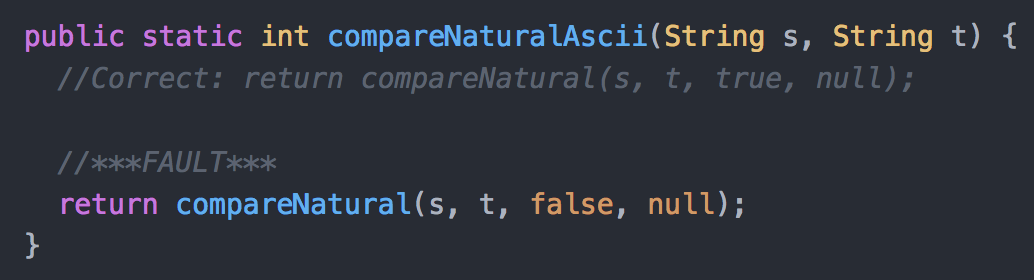 public static int compareNaturalAscii(String s, String t) {
//Correct: return compareNatural(s, t, true, null);
//***FAULT***
return compareNatural(s, t, false, null);
}